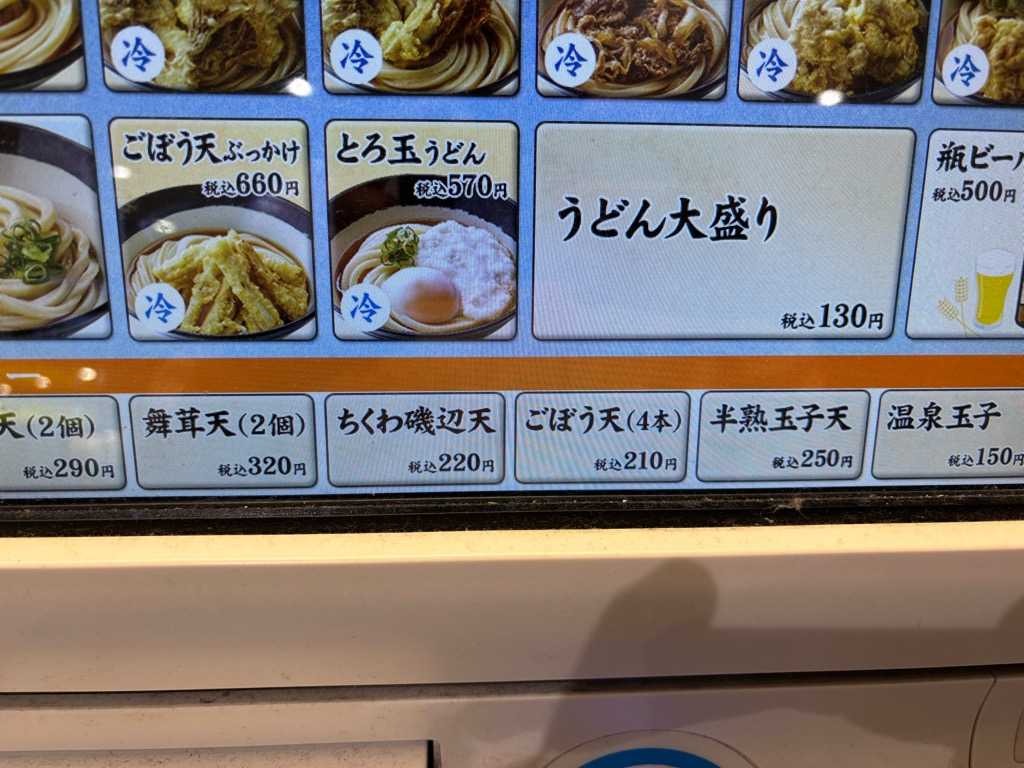 冷
冷
冷
冷
冷
ごぼう天ぶっかけ
税込660円
冷
とろ玉うどん
税込570円
冷
うどん大盛り
税込130円
瓶ビー
税込500円
天(2個)
税込290円
舞茸天(2個)
税込320円
ちくわ磯辺天
税込220円
ごぼう天(4本)
税込210円
半熟玉子天
税込250円
温泉玉子
税込150円